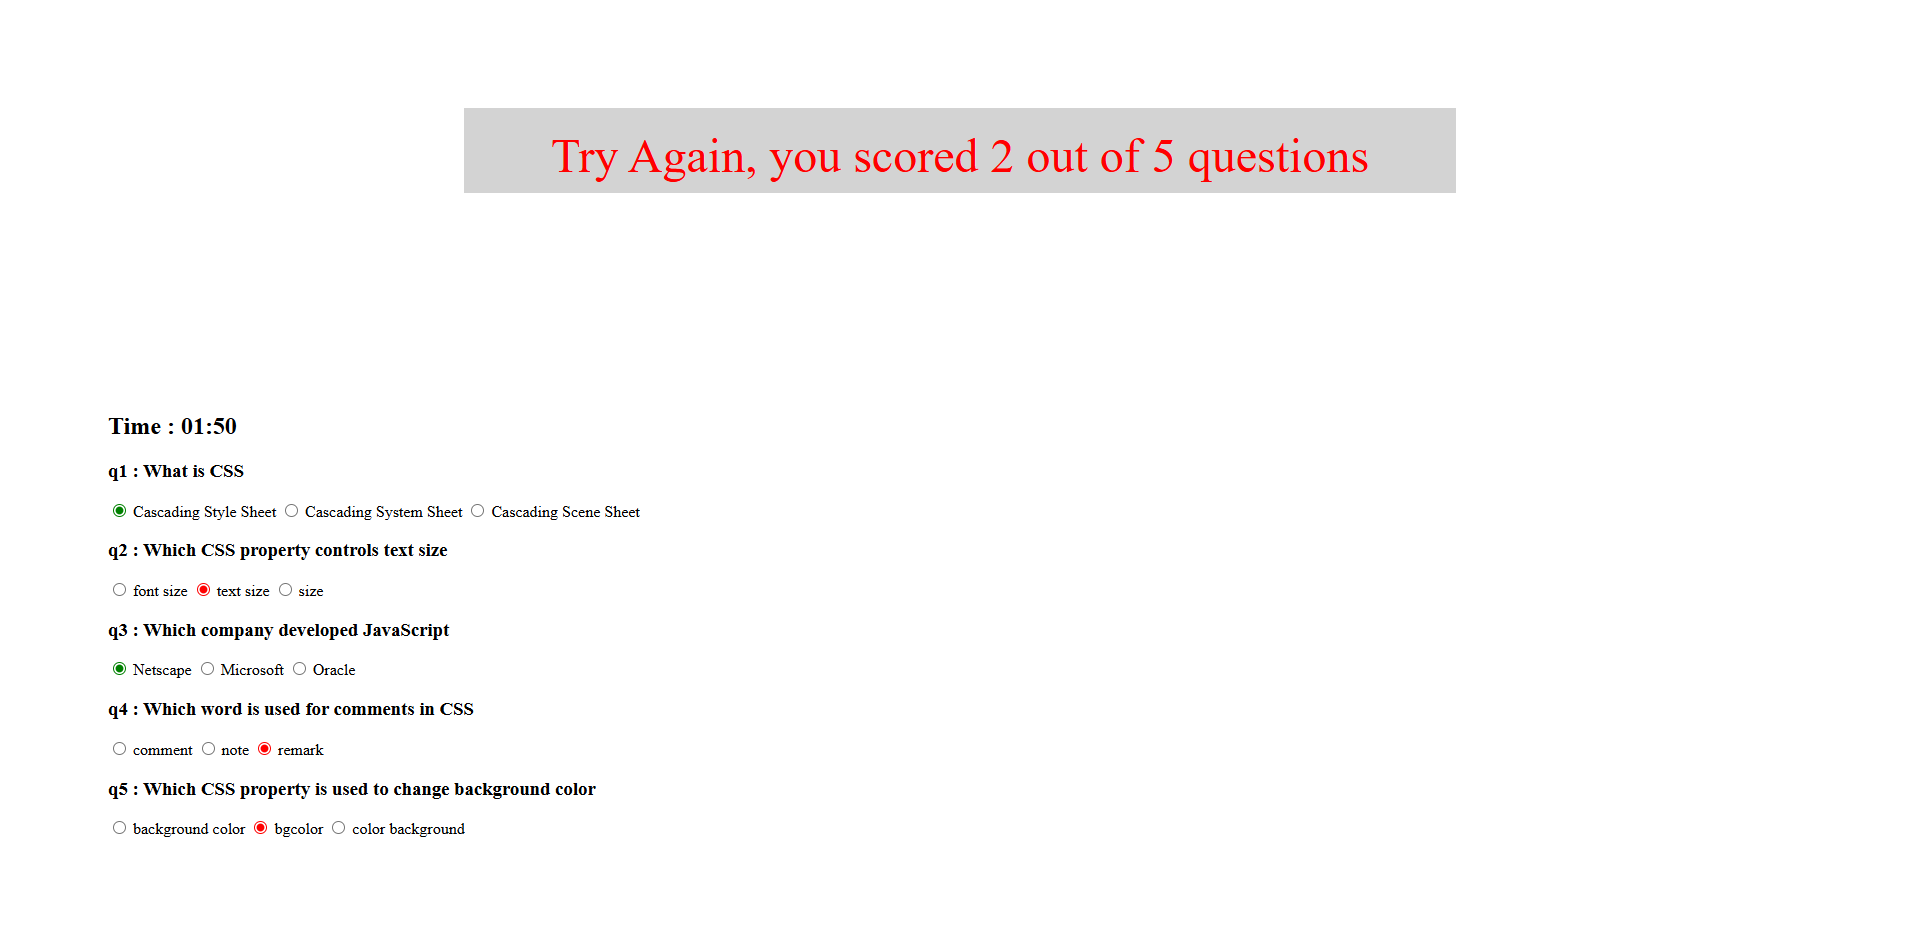 Try Again, you scored 2 out of 5 questions
Time : 01:50
q1 : What is CSS
Cascading Style Sheet Cascading System Sheet Cascading Scene Sheet
q2 : Which CSS property controls text size
font size text size size
q3 : Which company developed JavaScript
Netscape Microsoft Oracle
q4 : Which word is used for comments in CSS
comment note remark
q5 : Which CSS property is used to change background color
background color bgcolor color background